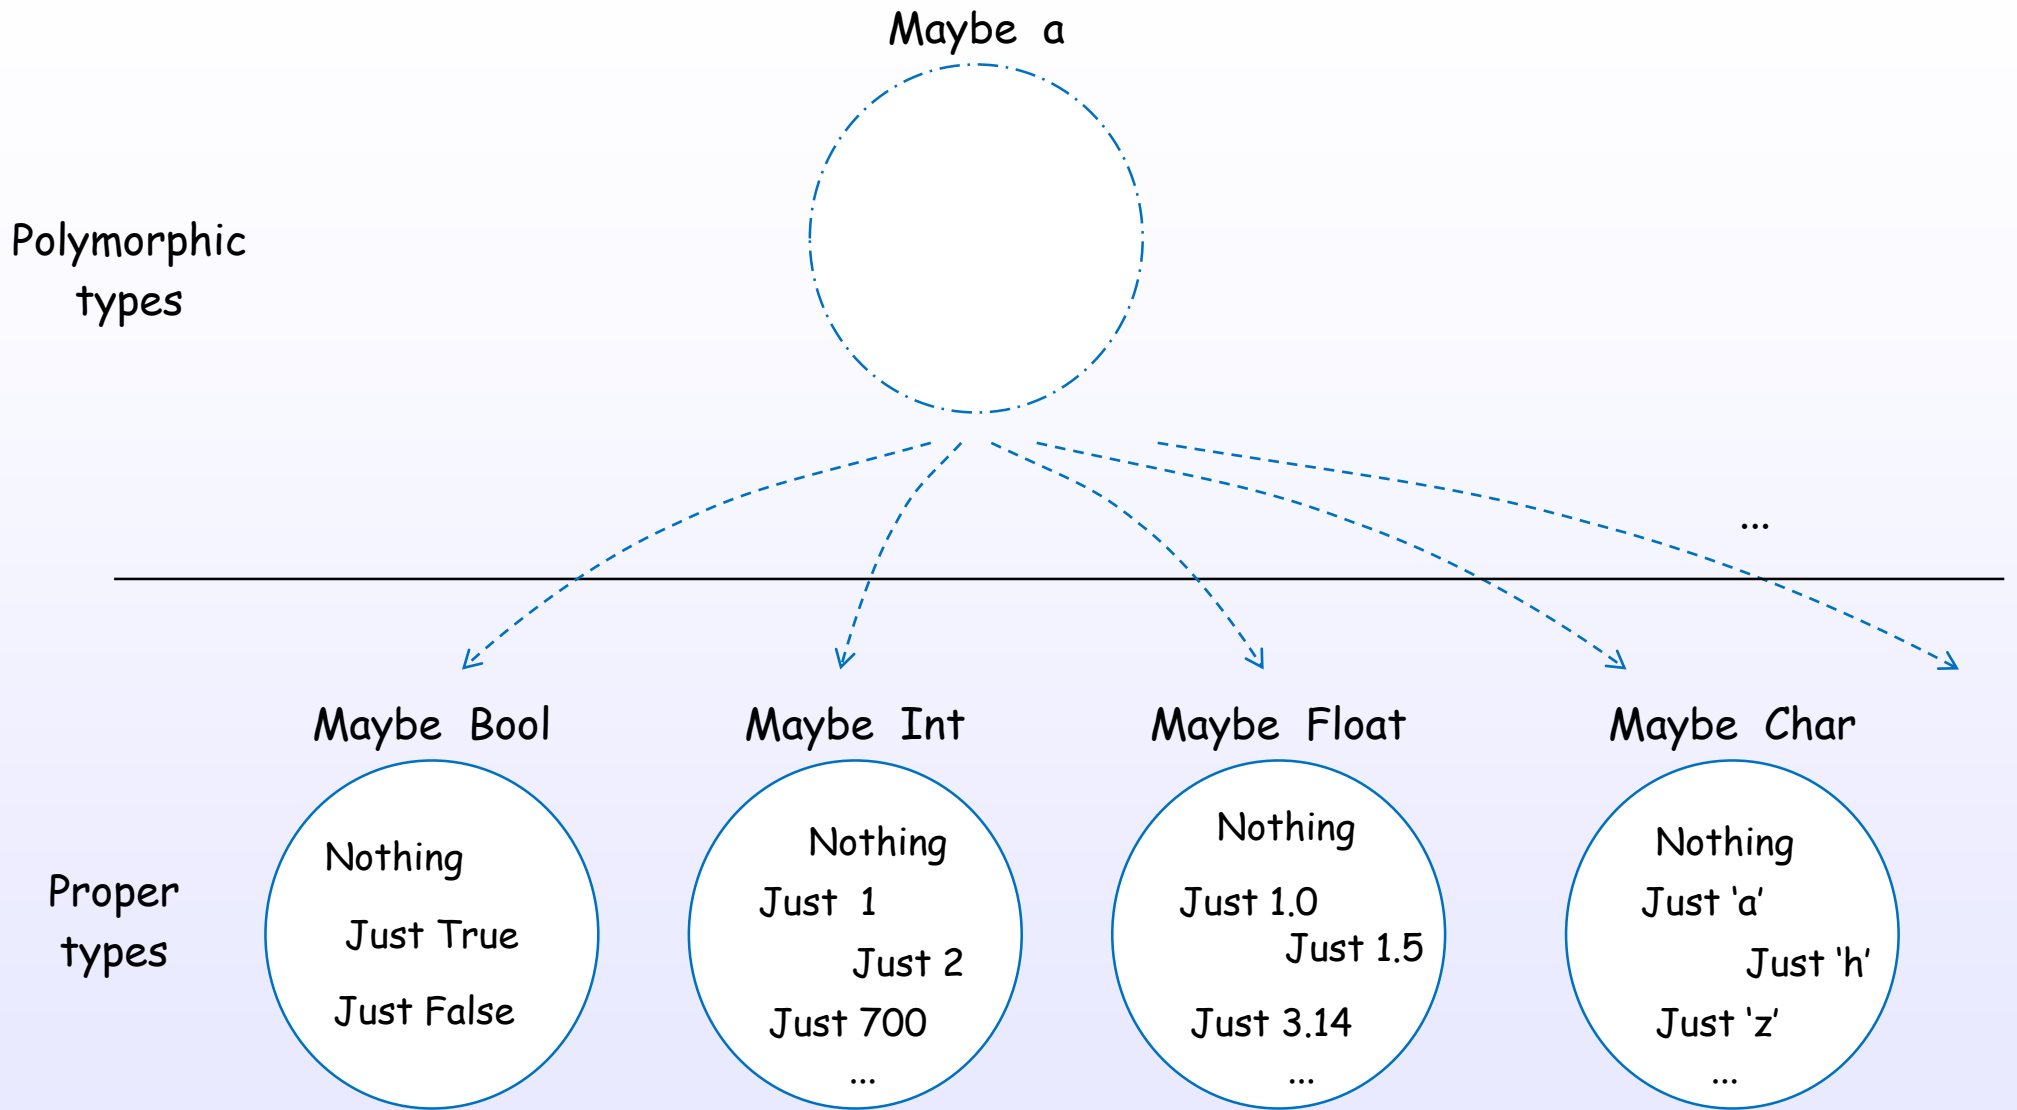 Maybe a
Polymorphic
types
...
Maybe Bool
Maybe Int
Maybe Float
Maybe Char
Proper
types
Nothing
Just True
Just False
Nothing
Just 1
Just 2
Just 700
...
Nothing
Just 1.0
Just 1.5
Just 3.14
...
Nothing
Just ‘a’
Just ‘h’
Just ‘z’
...